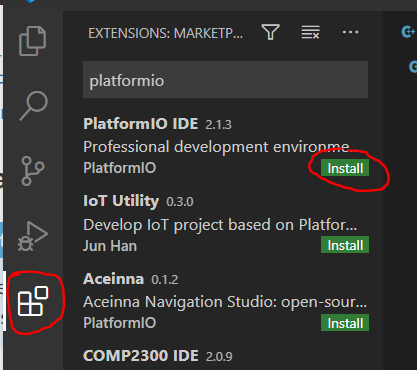 EXTENSIONS: MARKETP...
platformio
PlatformIO IDE 2.1.3
Professional development environme...
PlatformIO Install
IoT Utility 0.3.0
Develop IoT project based on Platfor...
Jun Han Install
Aceinna 0.1.2
Aceinna Navigation Studio: open-sour...
PlatformIO Install
COMP2300 IDE 2.0.9